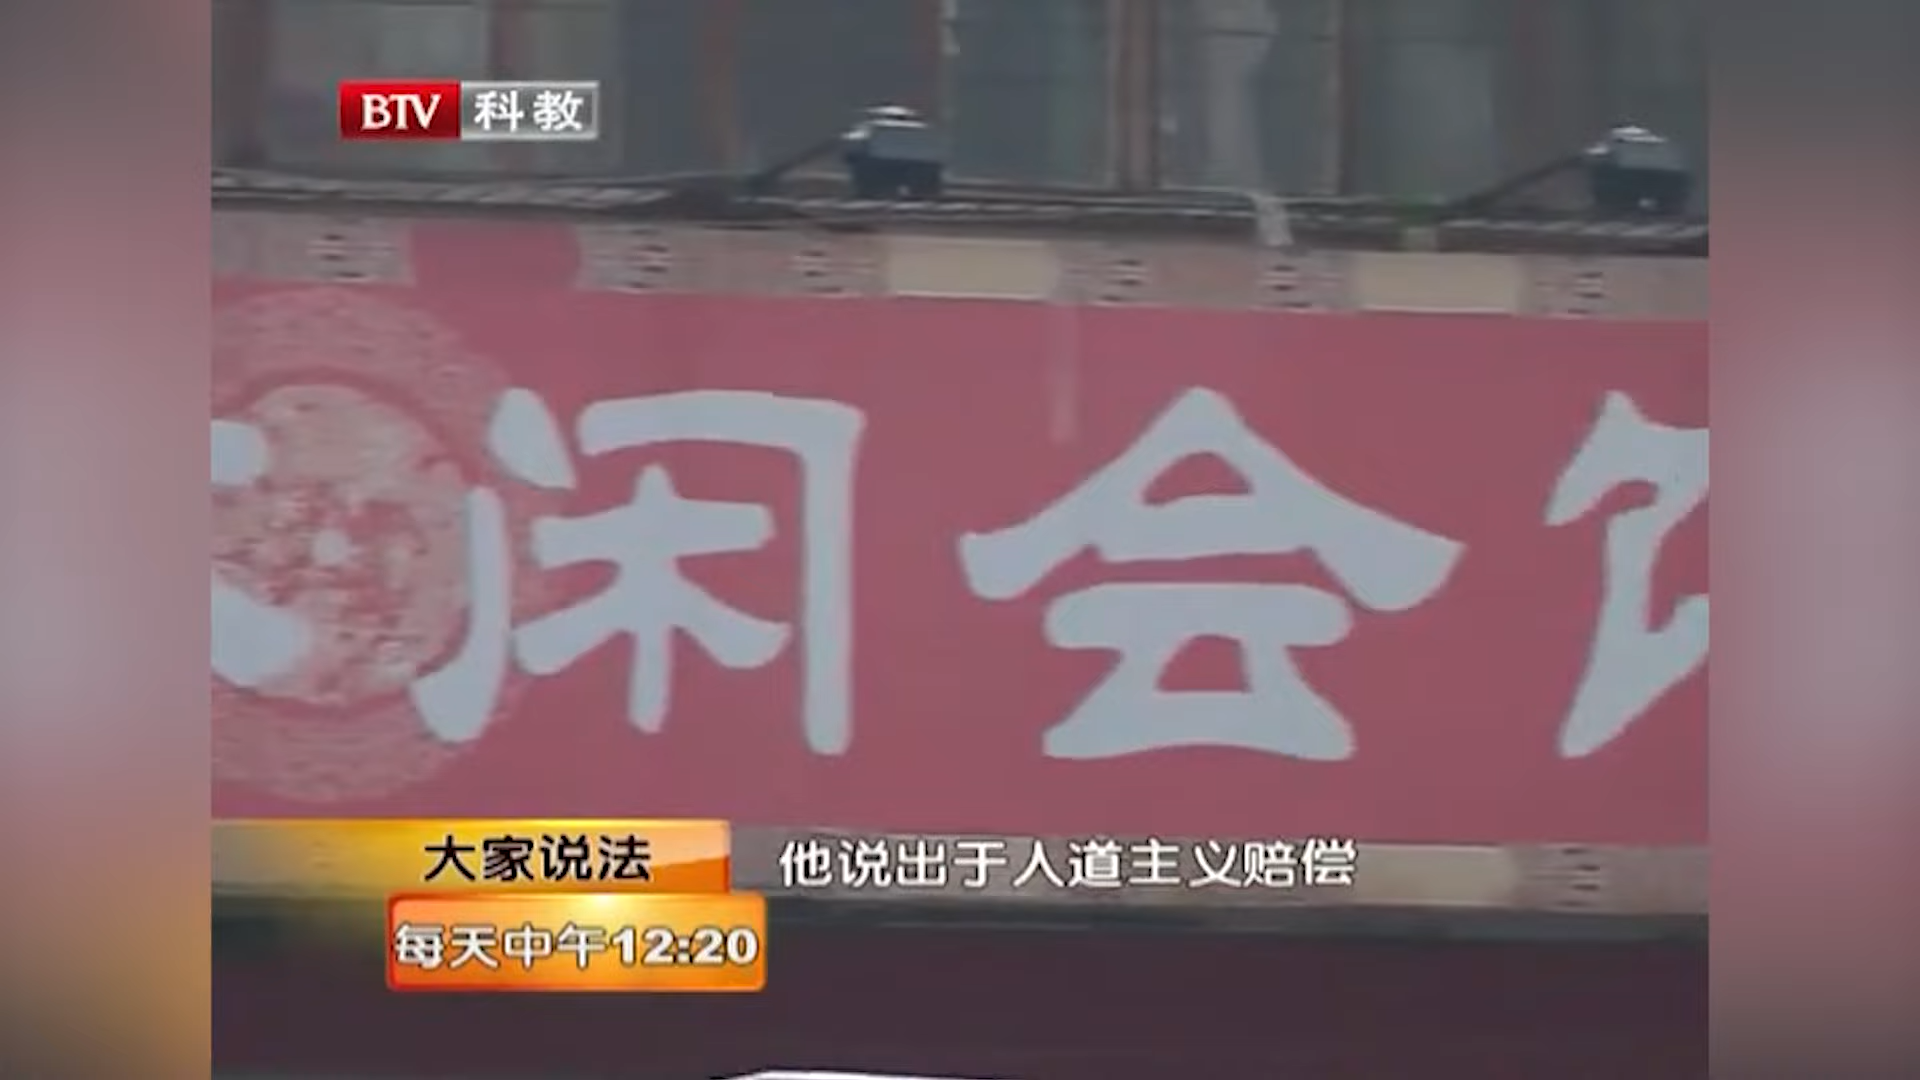 BTV 科教
闲会
大家说法
他说出于人道主义赔偿
每天中午12:20